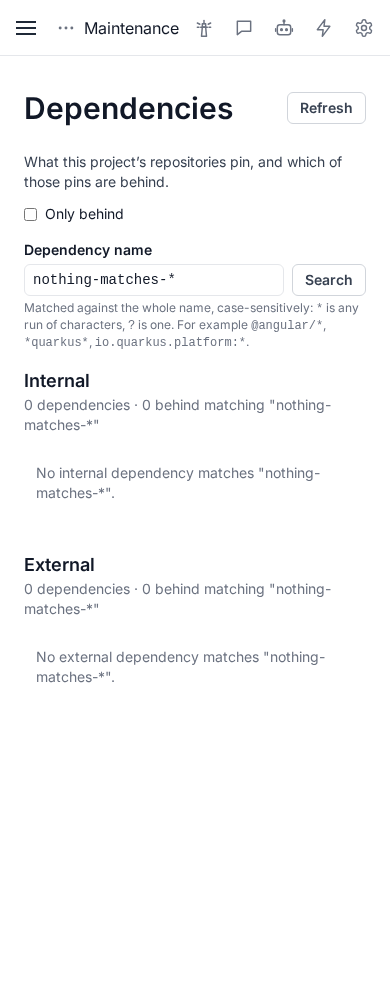 Maintenance
Dependencies
Refresh
What this project’s repositories pin, and which of
those pins are behind.
Only behind
Dependency name
nothing-matches-*
Search
Matched against the whole name, case-sensitively: * is any
run of characters, ? is one. For example @angular/*,
*quarkus*, io.quarkus.platform:*.
Internal
0 dependencies · 0 behind matching "nothing-
matches-*"
No internal dependency matches "nothing-
matches-*".
External
0 dependencies · 0 behind matching "nothing-
matches-*"
No external dependency matches "nothing-
matches-*".